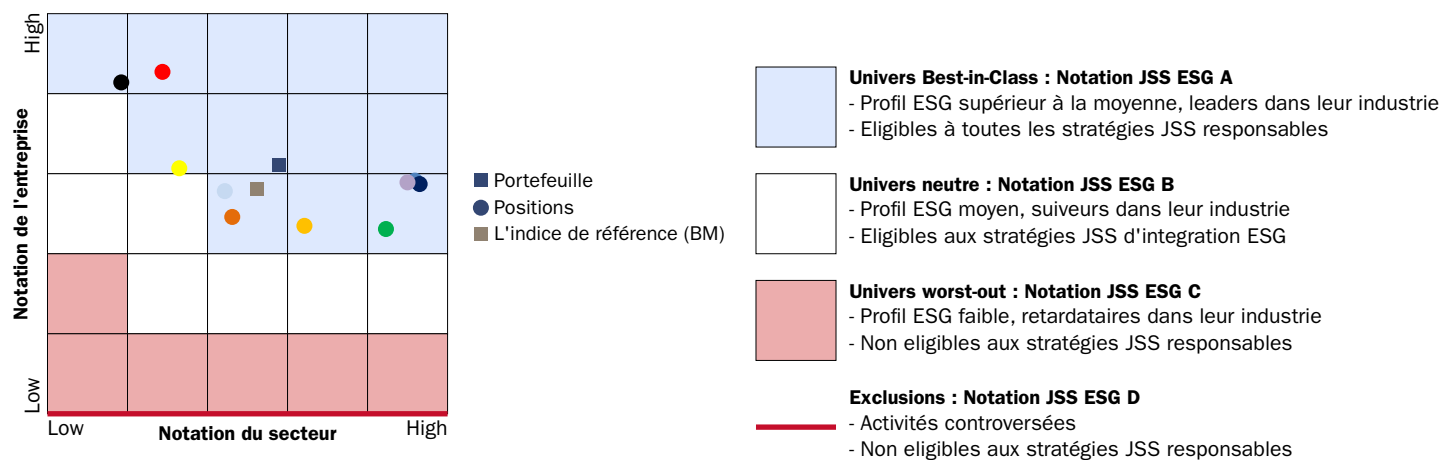 High
Notation de l'entreprise
Low
Low
Notation du secteur
High
Portefeuille
Positions
L'indice de référence (BM)
Univers Best-in-Class : Notation JSS ESG A
- Profil ESG supérieur à la moyenne, leaders dans leur industrie
- Eligibles à toutes les stratégies JSS responsables
Univers neutre : Notation JSS ESG B
- Profil ESG moyen, suiveurs dans leur industrie
- Eligibles aux stratégies JSS d'integration ESG
Univers worst-out : Notation JSS ESG C
- Profil ESG faible, retardataires dans leur industrie
- Non eligibles aux stratégies JSS responsables
Exclusions : Notation JSS ESG D
- Activités controversées
- Non eligibles aux stratégies JSS responsables